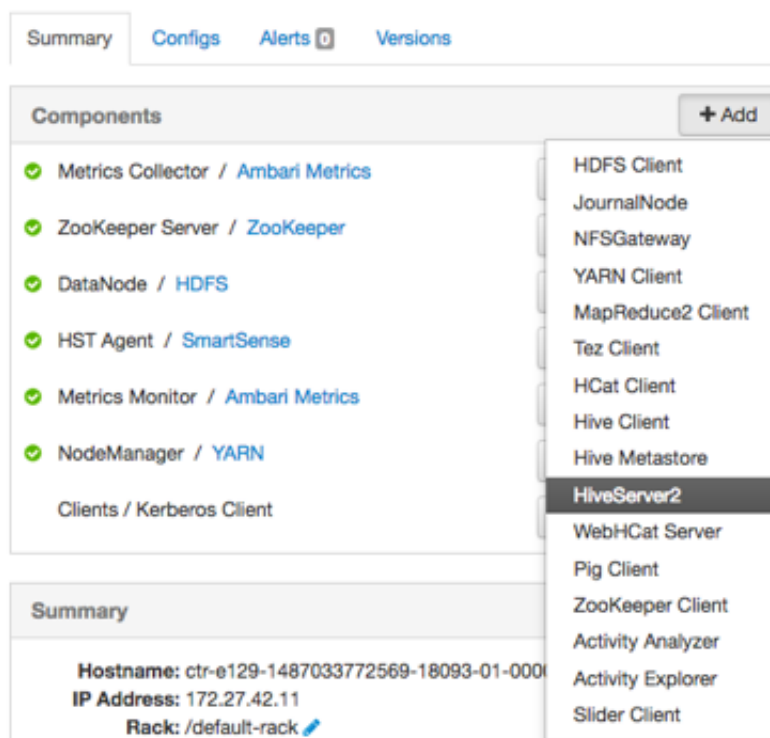 Summary Configs Alerts 0 Versions
Components
+ Add
Metrics Collector / Ambari Metrics
ZooKeeper Server / ZooKeeper
DataNode / HDFS
HST Agent / SmartSense
Metrics Monitor / Ambari Metrics
NodeManager / YARN
Clients / Kerberos Client
HDFS Client
JournalNode
NFSGateway
YARN Client
MapReduce2 Client
Tez Client
HCat Client
Hive Client
Hive Metastore
HiveServer2
WebHCat Server
Pig Client
ZooKeeper Client
Activity Analyzer
Activity Explorer
Slider Client
Summary
Hostname: ctr-e129-1487033772569-18093-01-000
IP Address: 172.27.42.11
Rack: /default-rack